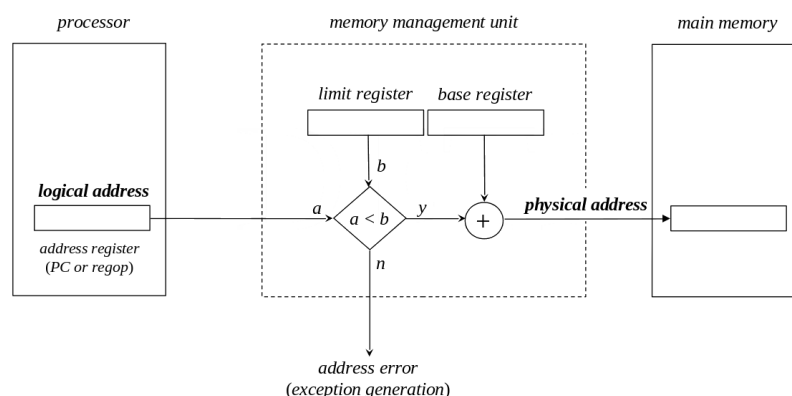 processor
memory management unit
main memory
limit register
base register
b
logical address
a
a < b
y
+
physical address
address register
(PC or regop)
n
address error
(exception generation)